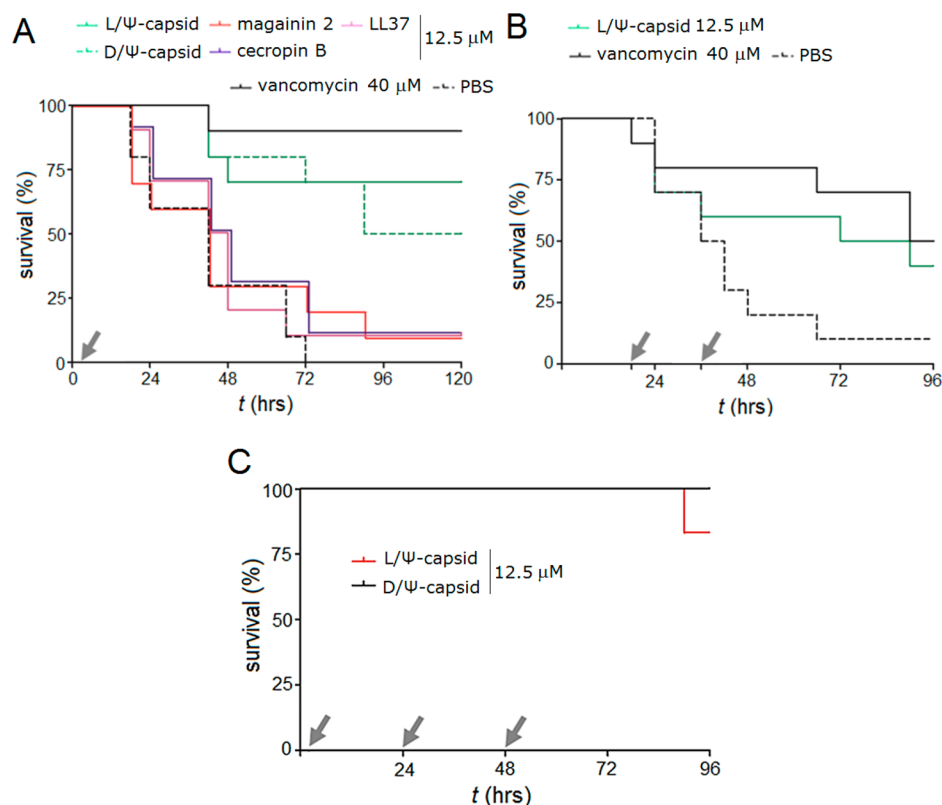 A
L/Ψ-capsid magainin 2 LL37
D/Ψ-capsid cecropin B
12.5 μM
vancomycin 40 μM PBS
survival (%)
100
75
50
25
0
0 24 48 72 96 120
t (hrs)
B
L/Ψ-capsid 12.5 μM
vancomycin 40 μM
PBS
survival (%)
100
75
50
25
0
24 48 72 96
t (hrs)
C
L/Ψ-capsid
D/Ψ-capsid
12.5 μM
survival (%)
100
75
50
25
0
24 48 72 96
t (hrs)